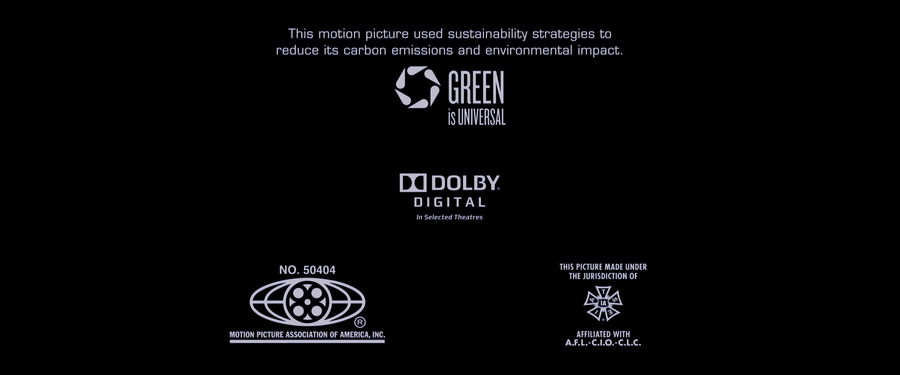 This motion picture used sustainability strategies to
reduce its carbon emissions and environmental impact.
GREEN
is UNIVERSAL
DOLBY
DIGITAL
In Selected Theatres
NO. 50404
®
MOTION PICTURE ASSOCIATION OF AMERICA, INC.
THIS PICTURE MADE UNDER
THE JURISDICTION OF
IATSE
AFFILIATED WITH
A.F.L.-C.I.O.-C.L.C.